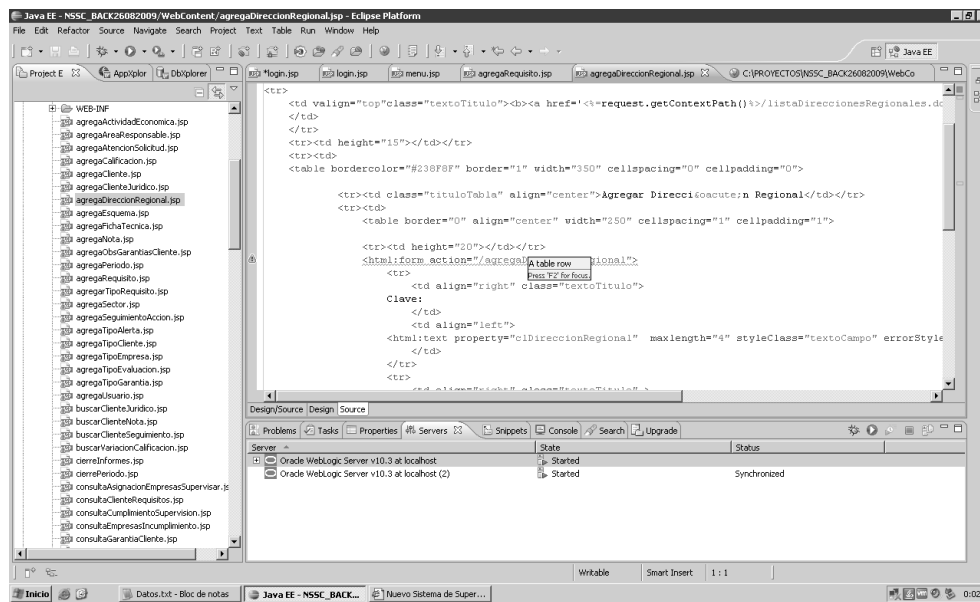 Java EE - NSSC_BACK26082009/WebContent/agregaDireccionRegional.jsp - Eclipse Platform
File Edit Refactor Source Navigate Search Project Text Table Run Window Help
Java EE
Project E AppXplor DbXplorer
*login.jsp login.jsp menu.jsp agregaRequisito.jsp agregaDireccionRegional.jsp C:\PROYECTOS\NSSC_BACK26082009\WebCo
WEB-INF
agregaActividadEconomica.jsp
agregaAreaResponsable.jsp
agregaAtencionSolicitud.jsp
agregaCalificacion.jsp
agregaCliente.jsp
agregaClienteJuridico.jsp
agregaDireccionRegional.jsp
agregaEsquema.jsp
agregaFichaTecnica.jsp
agregaNota.jsp
agregaObsGarantiasCliente.jsp
agregaPeriodo.jsp
agregaRequisito.jsp
agregarTipoRequisito.jsp
agregaSector.jsp
agregaSeguimientoAccion.jsp
agregaTipoAlerta.jsp
agregaTipoCliente.jsp
agregaTipoEmpresa.jsp
agregaTipoEvaluacion.jsp
agregaTipoGarantia.jsp
agregaUsuario.jsp
buscarClienteJuridico.jsp
buscarClienteNota.jsp
buscarClienteSeguimiento.jsp
buscarVariacionCalificacion.jsp
cierreInformes.jsp
cierrePeriodo.jsp
consultaAsignacionEmpresasSupervisar.js
consultaClienteRequisitos.jsp
consultaCumplimientoSupervision.jsp
consultaEmpresasIncumplimiento.jsp
consultaGarantiaCliente.jsp
<tr>
<td valign="top"class="textoTitulo"><b><a href='<%=request.getContextPath()%>/listaDireccionesRegionales.do
</td>
</tr>
<tr><td height="15"></td></tr>
<tr><td>
<table bordercolor="#238F8F" border="1" width="350" cellspacing="0" cellpadding="0">
<tr><td class="tituloTabla" align="center">Agregar Direcci&oacute;n Regional</td></tr>
<tr><td>
<table border="0" align="center" width="250" cellspacing="1" cellpadding="1">
<tr><td height="20"></td></tr>
<html:form action="/agregaD egional">
A table row
Press 'F2' for focus.
<tr>
<td align="right" class="textoTitulo">
Clave:
</td>
<td align="left">
<html:text property="clDireccionRegional" maxlength="4" styleClass="textoCampo" errorStyle
</td>
</tr>
<tr>
<td align="right" class="textoTitulo" >
Design/Source Design Source
Problems Tasks Properties Servers Snippets Console Search Upgrade
Server State Status
Oracle WebLogic Server v10.3 at localhost Started
Oracle WebLogic Server v10.3 at localhost (2) Started Synchronized
Writable Smart Insert 1 : 1
Inicio Datos.txt - Bloc de notas Java EE - NSSC_BACK... Nuevo Sistema de Super...